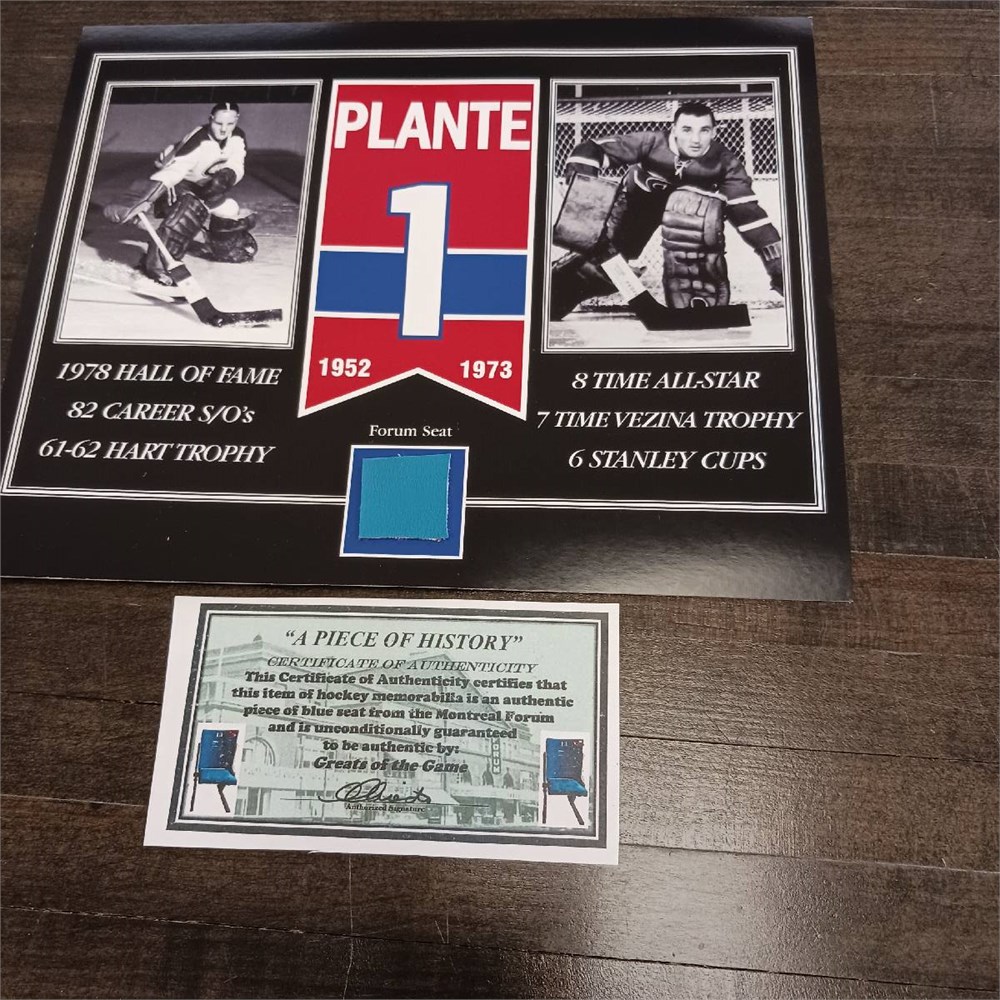 PLANTE
1
1952 1973
1978 HALL OF FAME
82 CAREER S/O's
61-62 HART TROPHY
8 TIME ALL-STAR
7 TIME VEZINA TROPHY
6 STANLEY CUPS
Forum Seat
"A PIECE OF HISTORY"
CERTIFICATE OF AUTHENTICITY
This Certificate of Authenticity certifies that
this item of hockey memorabilia is an authentic
piece of blue seat from the Montreal Forum
and is unconditionally guaranteed
to be authentic by:
Greats of the Game
Authorized Signature